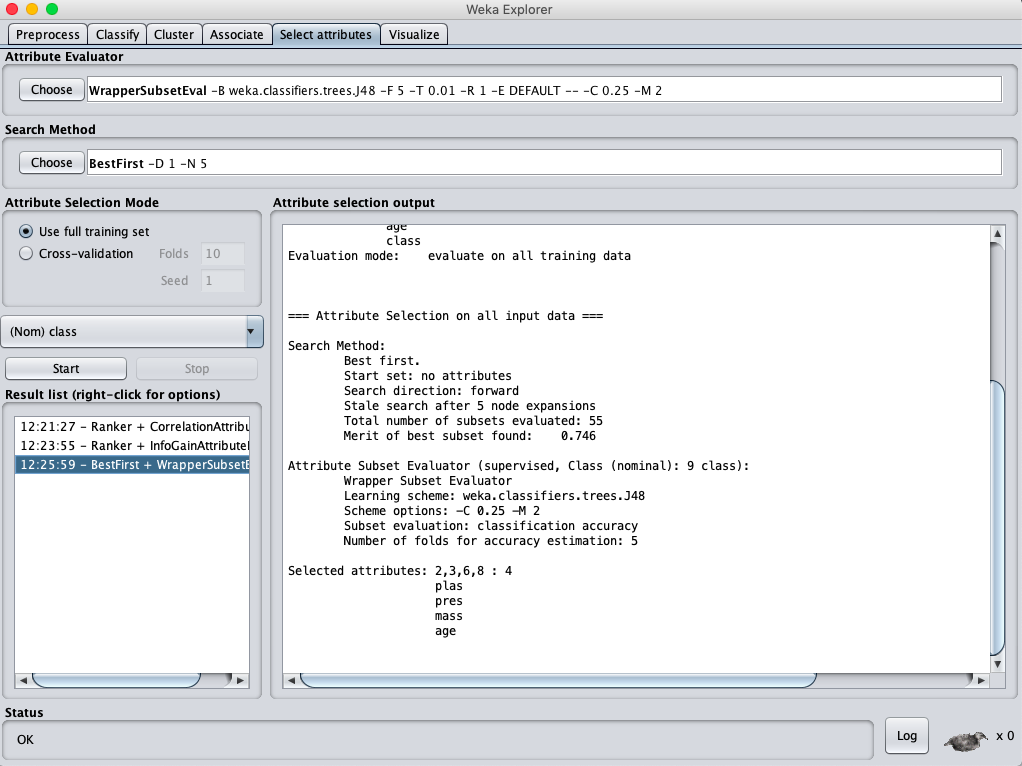 Weka Explorer
Preprocess Classify Cluster Associate Select attributes Visualize
Attribute Evaluator
Choose WrapperSubsetEval -B weka.classifiers.trees.J48 -F 5 -T 0.01 -R 1 -E DEFAULT -- -C 0.25 -M 2
Search Method
Choose BestFirst -D 1 -N 5
Attribute Selection Mode
Use full training set
Cross-validation Folds 10
Seed 1
(Nom) class
Start Stop
Result list (right-click for options)
12:21:27 - Ranker + CorrelationAttribu
12:23:55 - Ranker + InfoGainAttribute
12:25:59 - BestFirst + WrapperSubsetE
Attribute selection output
age
class
Evaluation mode: evaluate on all training data
=== Attribute Selection on all input data ===
Search Method:
Best first.
Start set: no attributes
Search direction: forward
Stale search after 5 node expansions
Total number of subsets evaluated: 55
Merit of best subset found: 0.746
Attribute Subset Evaluator (supervised, Class (nominal): 9 class):
Wrapper Subset Evaluator
Learning scheme: weka.classifiers.trees.J48
Scheme options: -C 0.25 -M 2
Subset evaluation: classification accuracy
Number of folds for accuracy estimation: 5
Selected attributes: 2,3,6,8 : 4
plas
pres
mass
age
Status
OK
Log x 0